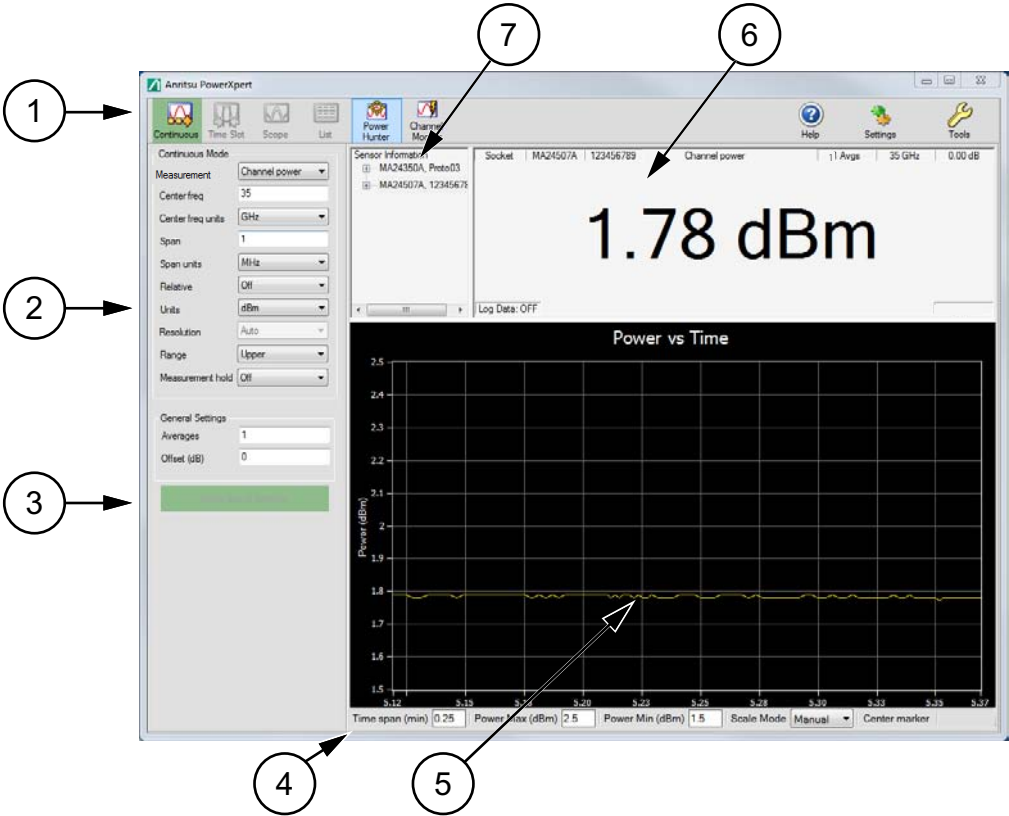 7
6
1
Anritsu PowerXpert
Continuous
Time Slot
Scope
List
Power Hunter
Channel
Help
Settings
Tools
Continuous Mode
Measurement Channel power
Center freq 35
Center freq units GHz
Span 1
Span units MHz
Relative Off
2
Units dBm
Resolution Auto
Range Upper
Measurement hold Off
General Settings
Averages 1
Offset (dB) 0
3
Sensor Information
MA24350A, Proto03
MA24507A, 12345678
Socket MA24507A 123456789 Channel power 1 Avgs 35 GHz 0.00 dB
1.78 dBm
Log Data: OFF
Power vs Time
Power (dBm)
2.5
2.4
2.3
2.2
2.1
2
1.9
1.8
1.7
1.6
1.5
5.12 5.15 5.20 5.23 5.25 5.28 5.30 5.33 5.35 5.37
Time span (min) 0.25 Power Max (dBm) 2.5 Power Min (dBm) 1.5 Scale Mode Manual Center marker
4
5